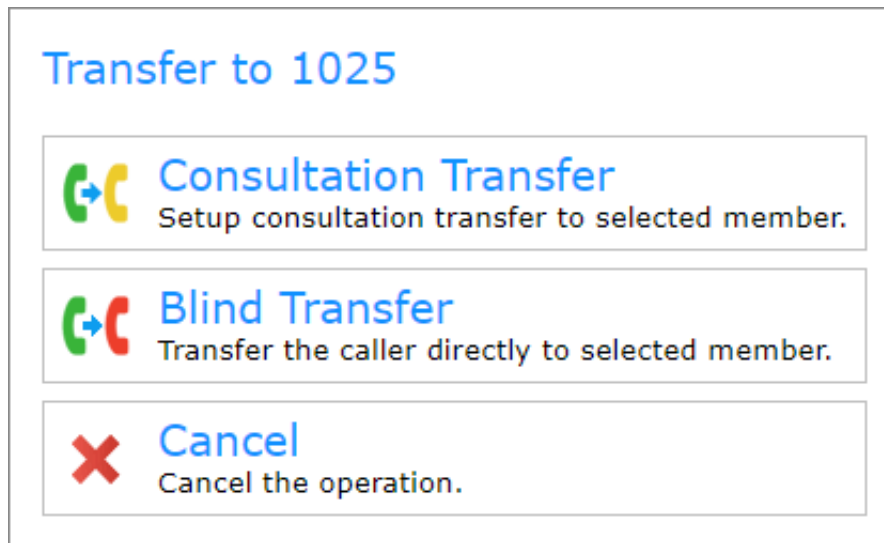 Transfer to 1025
Consultation Transfer
Setup consultation transfer to selected member.
Blind Transfer
Transfer the caller directly to selected member.
Cancel
Cancel the operation.